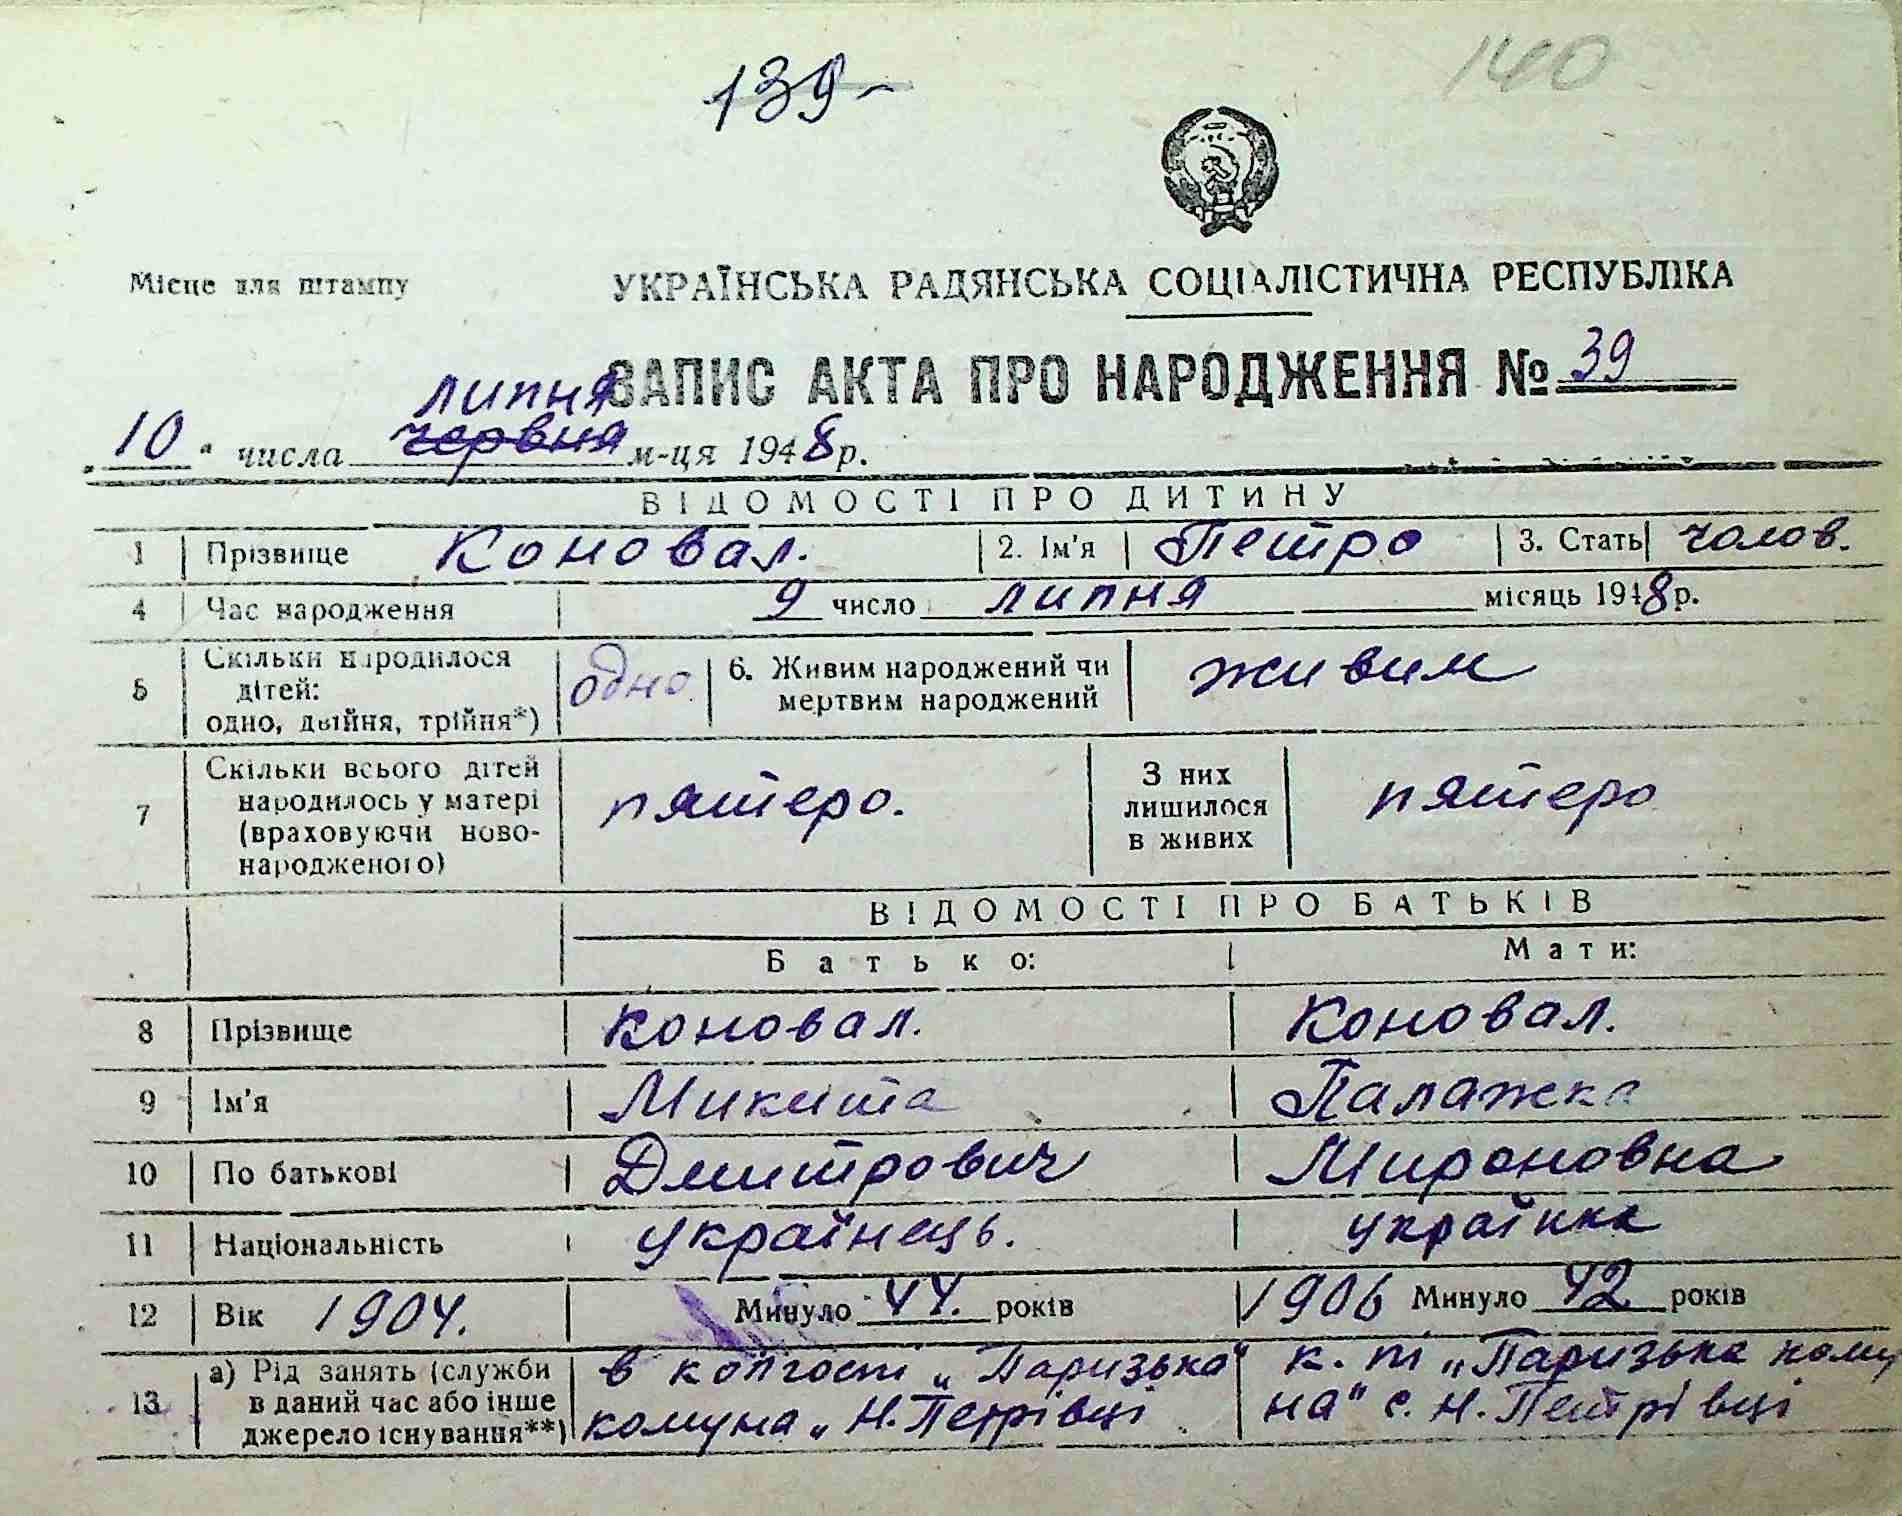 139-
140
Місце для штампу
УКРАЇНСЬКА РАДЯНСЬКА СОЦІАЛІСТИЧНА РЕСПУБЛІКА
ЗАПИС АКТА ПРО НАРОДЖЕННЯ № 39
липня
„10" числа червня м-ця 1948 р.
ВІДОМОСТІ ПРО ДИТИНУ
1 Прізвище Коновал. 2. Ім'я Петро 3. Стать чолов.
4 Час народження 9 число липня місяць 1948 р.
5 Скільки народилося дітей: одно, двійня, трійня*) одно 6. Живим народжений чи мертвим народжений живим
7 Скільки всього дітей народилось у матері (враховуючи ново-народженого) пятеро. З них лишилося в живих пятеро
ВІДОМОСТІ ПРО БАТЬКІВ
Батько: Мати:
8 Прізвище Коновал. Коновал.
9 Ім'я Микита Палажка
10 По батькові Дмитрович Мироновна
11 Національність українець. українка
12 Вік 1904. Минуло 44. років 1906 Минуло 42 років
13 а) Рід занять (служби в даний час або інше джерело існування**) в колгоспі „Паризька комуна„ Н. Петрівці к. т „Паризька кому на" с. Н. Петрівці